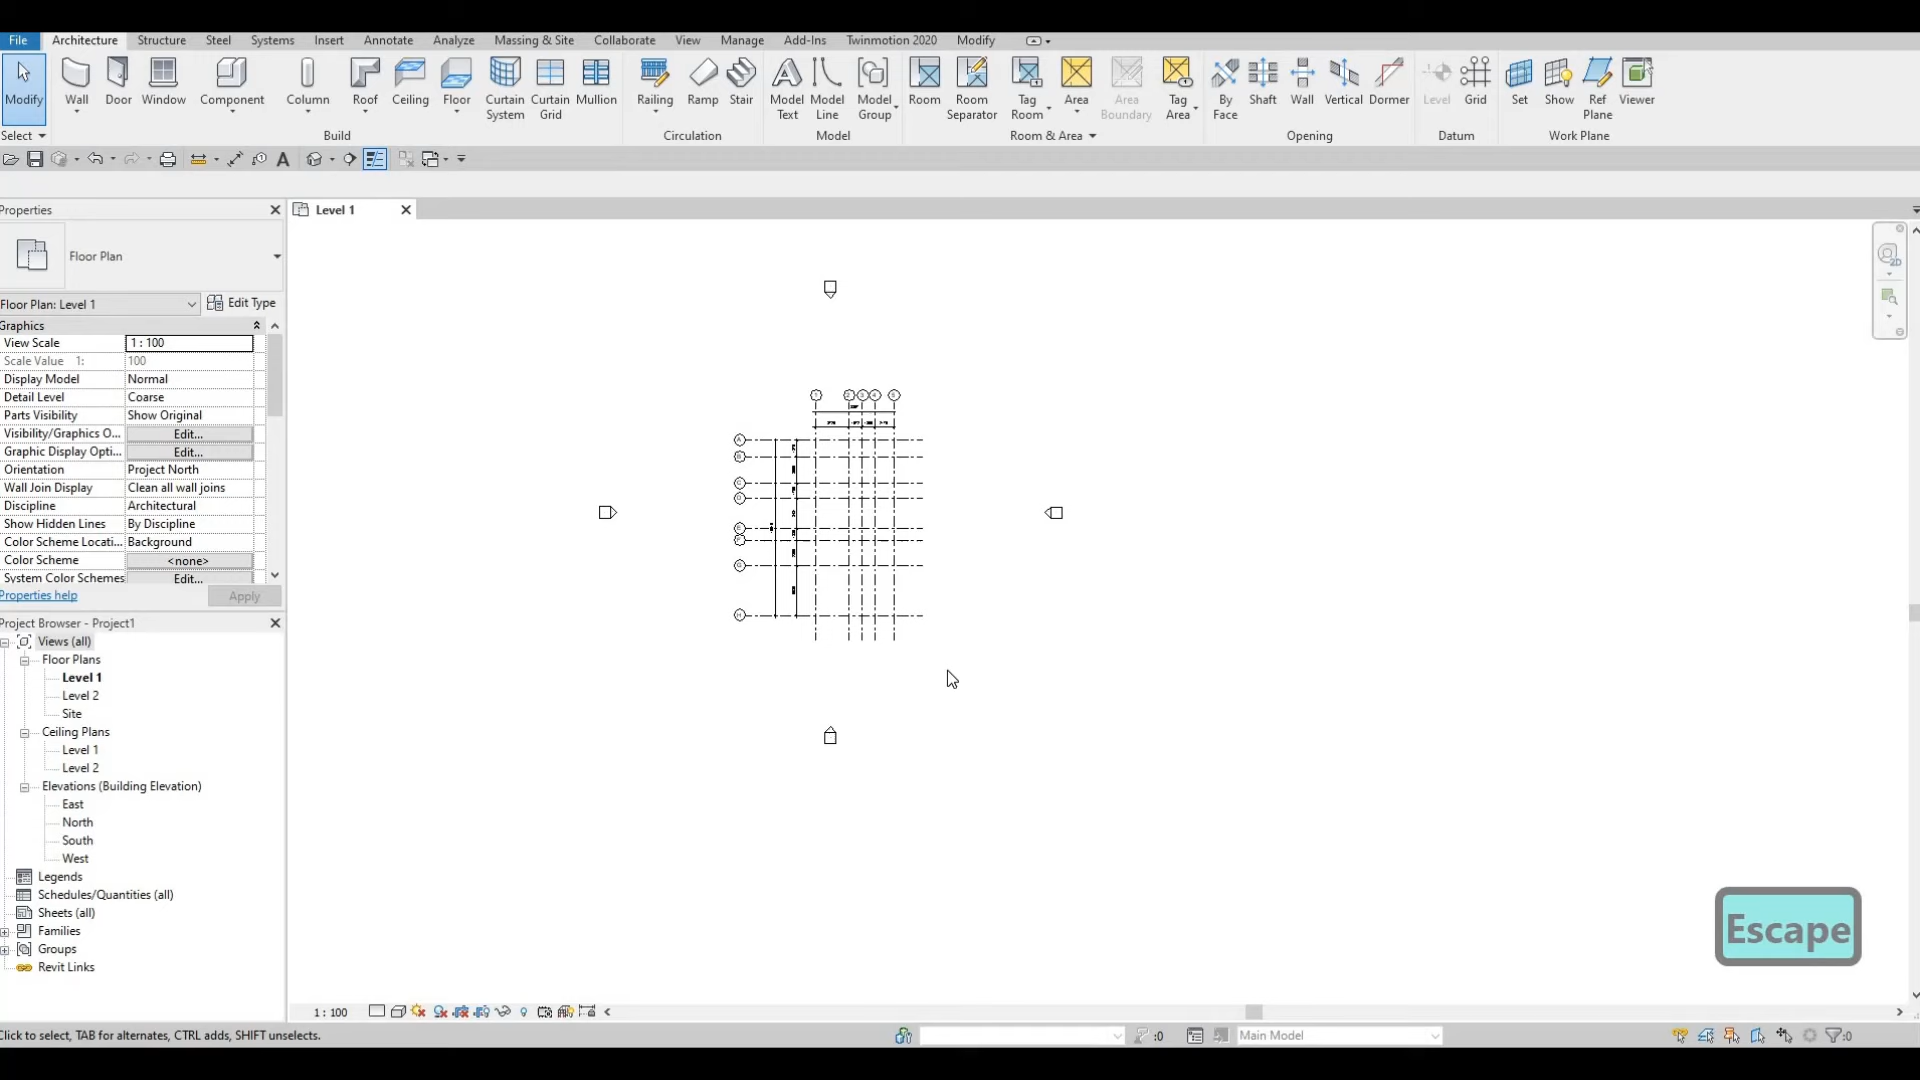 File Architecture Structure Steel Systems Insert Annotate Analyze Massing & Site Collaborate View Manage Add-Ins Twinmotion 2020 Modify
Modify Wall Door Window Component Column Roof Ceiling Floor Curtain System Curtain Grid Mullion Railing Ramp Stair Model Text Model Line Model Group Room Room Separator Tag Room Area Area Boundary Tag Area By Face Shaft Wall Vertical Dormer Level Grid Set Show Ref Plane Viewer
Select Build Circulation Model Room & Area Opening Datum Work Plane
Properties
Level 1
Floor Plan
Floor Plan: Level 1 Edit Type
Graphics
View Scale 1 : 100
Scale Value 1: 100
Display Model Normal
Detail Level Coarse
Parts Visibility Show Original
Visibility/Graphics O... Edit...
Graphic Display Opti... Edit...
Orientation Project North
Wall Join Display Clean all wall joins
Discipline Architectural
Show Hidden Lines By Discipline
Color Scheme Locati... Background
Color Scheme <none>
System Color Schemes Edit...
Properties help Apply
Project Browser - Project1
Views (all)
Floor Plans
Level 1
Level 2
Site
Ceiling Plans
Level 1
Level 2
Elevations (Building Elevation)
East
North
South
West
Legends
Schedules/Quantities (all)
Sheets (all)
Families
Groups
Revit Links
1 2 3 4 5
A
B
C
D
E
F
G
H
Escape
1 : 100
Click to select, TAB for alternates, CTRL adds, SHIFT unselects.
:0
Main Model
:0